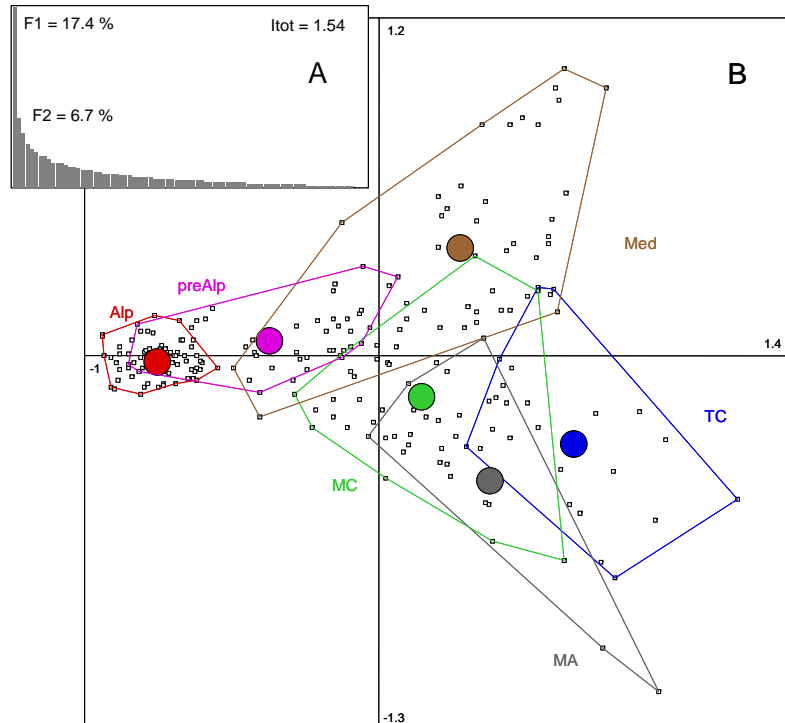 F1 = 17.4 %
Itot = 1.54
A
F2 = 6.7 %
1.2
B
Med
preAlp
Alp
-1
1.4
TC
MC
MA
-1.3